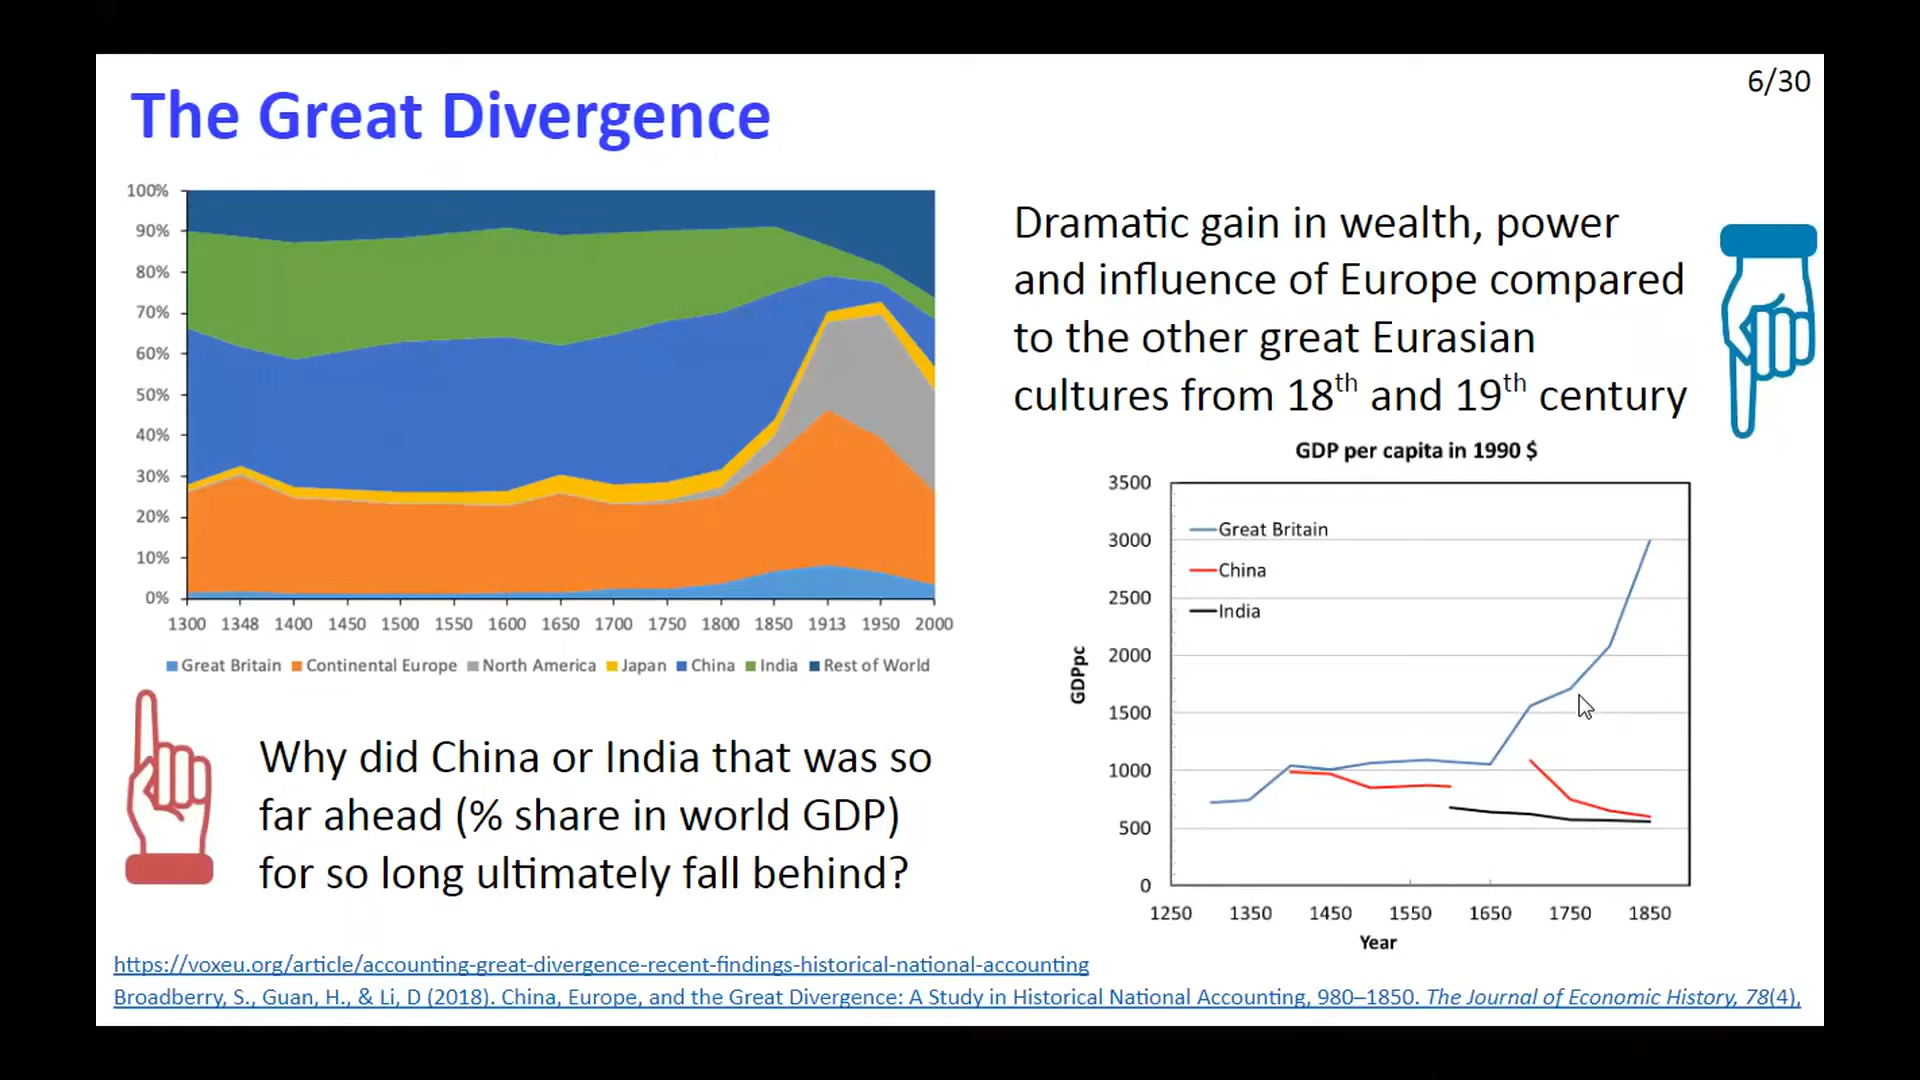 6/30
The Great Divergence
100%
90%
80%
70%
60%
50%
40%
30%
20%
10%
0%
1300 1348 1400 1450 1500 1550 1600 1650 1700 1750 1800 1850 1913 1950 2000
Great Britain Continental Europe North America Japan China India Rest of World
Dramatic gain in wealth, power
and influence of Europe compared
to the other great Eurasian
cultures from 18th and 19th century
GDP per capita in 1990 $
3500
3000
2500
2000
1500
1000
500
0
GDPpc
Great Britain
China
India
1250 1350 1450 1550 1650 1750 1850
Year
Why did China or India that was so
far ahead (% share in world GDP)
for so long ultimately fall behind?
https://voxeu.org/article/accounting-great-divergence-recent-findings-historical-national-accounting
Broadberry, S., Guan, H., & Li, D (2018). China, Europe, and the Great Divergence: A Study in Historical National Accounting, 980–1850. The Journal of Economic History, 78(4),